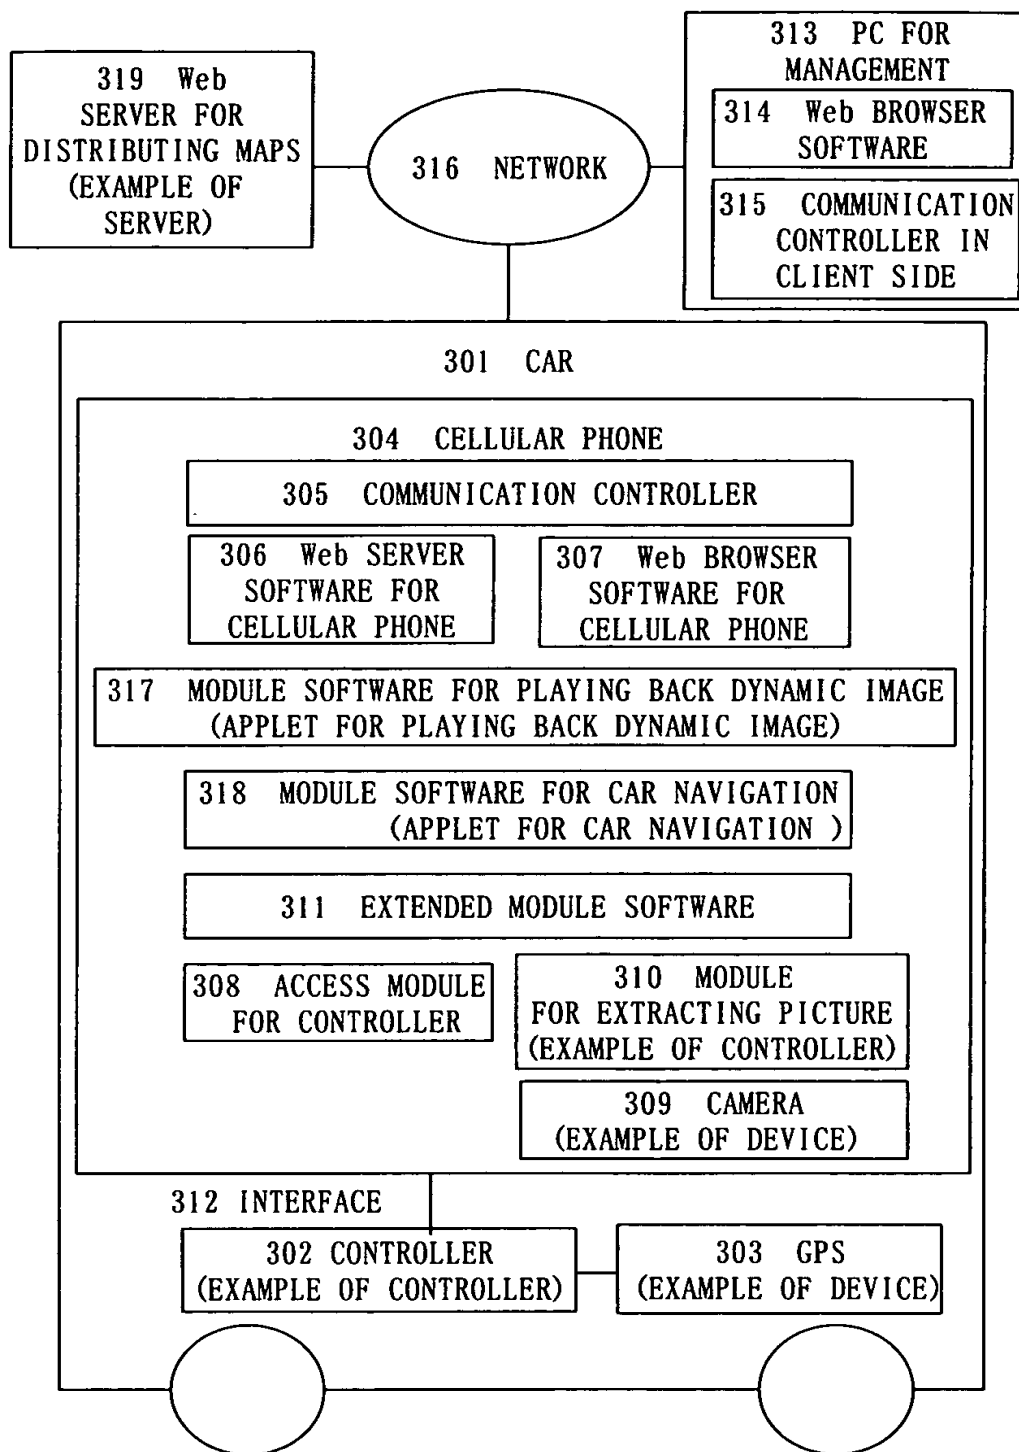 319 Web
SERVER FOR
DISTRIBUTING MAPS
(EXAMPLE OF
SERVER)
316 NETWORK
313 PC FOR
MANAGEMENT
314 Web BROWSER
SOFTWARE
315 COMMUNICATION
CONTROLLER IN
CLIENT SIDE
301 CAR
304 CELLULAR PHONE
305 COMMUNICATION CONTROLLER
306 Web SERVER
SOFTWARE FOR
CELLULAR PHONE
307 Web BROWSER
SOFTWARE FOR
CELLULAR PHONE
317 MODULE SOFTWARE FOR PLAYING BACK DYNAMIC IMAGE
(APPLET FOR PLAYING BACK DYNAMIC IMAGE)
318 MODULE SOFTWARE FOR CAR NAVIGATION
(APPLET FOR CAR NAVIGATION )
311 EXTENDED MODULE SOFTWARE
308 ACCESS MODULE
FOR CONTROLLER
310 MODULE
FOR EXTRACTING PICTURE
(EXAMPLE OF CONTROLLER)
309 CAMERA
(EXAMPLE OF DEVICE)
312 INTERFACE
302 CONTROLLER
(EXAMPLE OF CONTROLLER)
303 GPS
(EXAMPLE OF DEVICE)